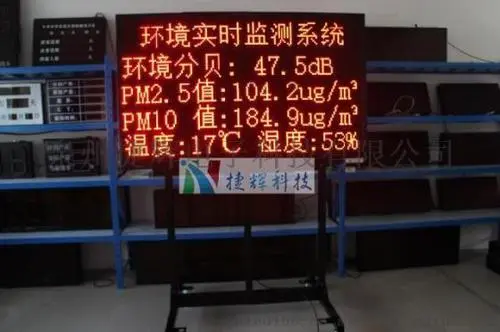 环境实时监测系统
环境分贝: 47.5dB
PM2.5值:104.2ug/m³
PM10 值:184.9ug/m³
温度:17℃ 湿度:53%
捷辉科技